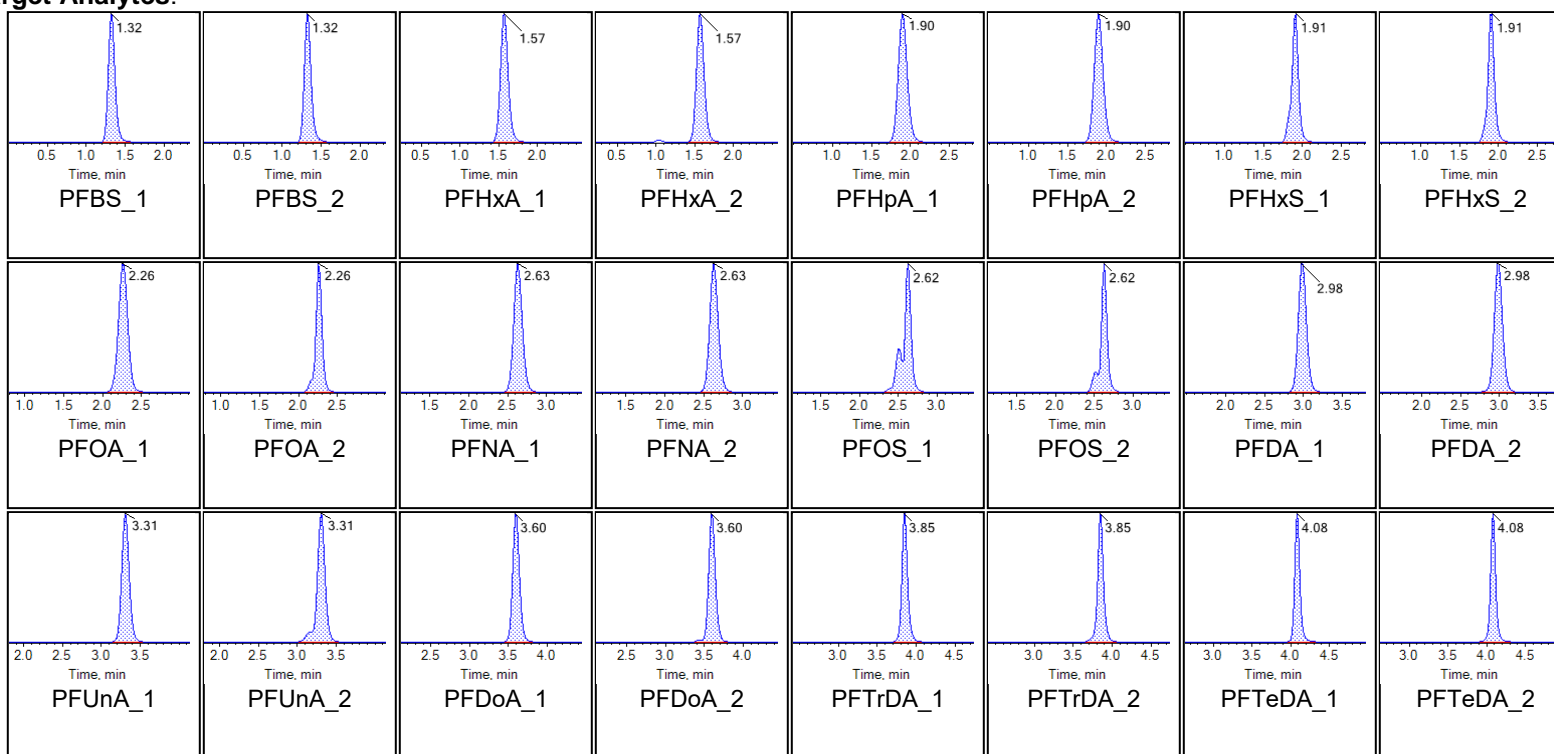 arget Analytes:
1.32 1.32 1.57 1.57 1.90 1.90 1.91 1.91
0.5 1.0 1.5 2.0 0.5 1.0 1.5 2.0 0.5 1.0 1.5 2.0 0.5 1.0 1.5 2.0 1.0 1.5 2.0 2.5 1.0 1.5 2.0 2.5 1.0 1.5 2.0 2.5 1.0 1.5 2.0 2.5
Time, min Time, min Time, min Time, min Time, min Time, min Time, min Time, min
PFBS_1 PFBS_2 PFHxA_1 PFHxA_2 PFHpA_1 PFHpA_2 PFHxS_1 PFHxS_2
2.26 2.26 2.63 2.63 2.62 2.62 2.98 2.98
1.0 1.5 2.0 2.5 1.0 1.5 2.0 2.5 1.5 2.0 2.5 3.0 1.5 2.0 2.5 3.0 1.5 2.0 2.5 3.0 1.5 2.0 2.5 3.0 2.0 2.5 3.0 3.5 2.0 2.5 3.0 3.5
Time, min Time, min Time, min Time, min Time, min Time, min Time, min Time, min
PFOA_1 PFOA_2 PFNA_1 PFNA_2 PFOS_1 PFOS_2 PFDA_1 PFDA_2
3.31 3.31 3.60 3.60 3.85 3.85 4.08 4.08
2.0 2.5 3.0 3.5 2.0 2.5 3.0 3.5 2.5 3.0 3.5 4.0 2.5 3.0 3.5 4.0 3.0 3.5 4.0 4.5 3.0 3.5 4.0 4.5 3.0 3.5 4.0 4.5 3.0 3.5 4.0 4.5
Time, min Time, min Time, min Time, min Time, min Time, min Time, min Time, min
PFUnA_1 PFUnA_2 PFDoA_1 PFDoA_2 PFTrDA_1 PFTrDA_2 PFTeDA_1 PFTeDA_2